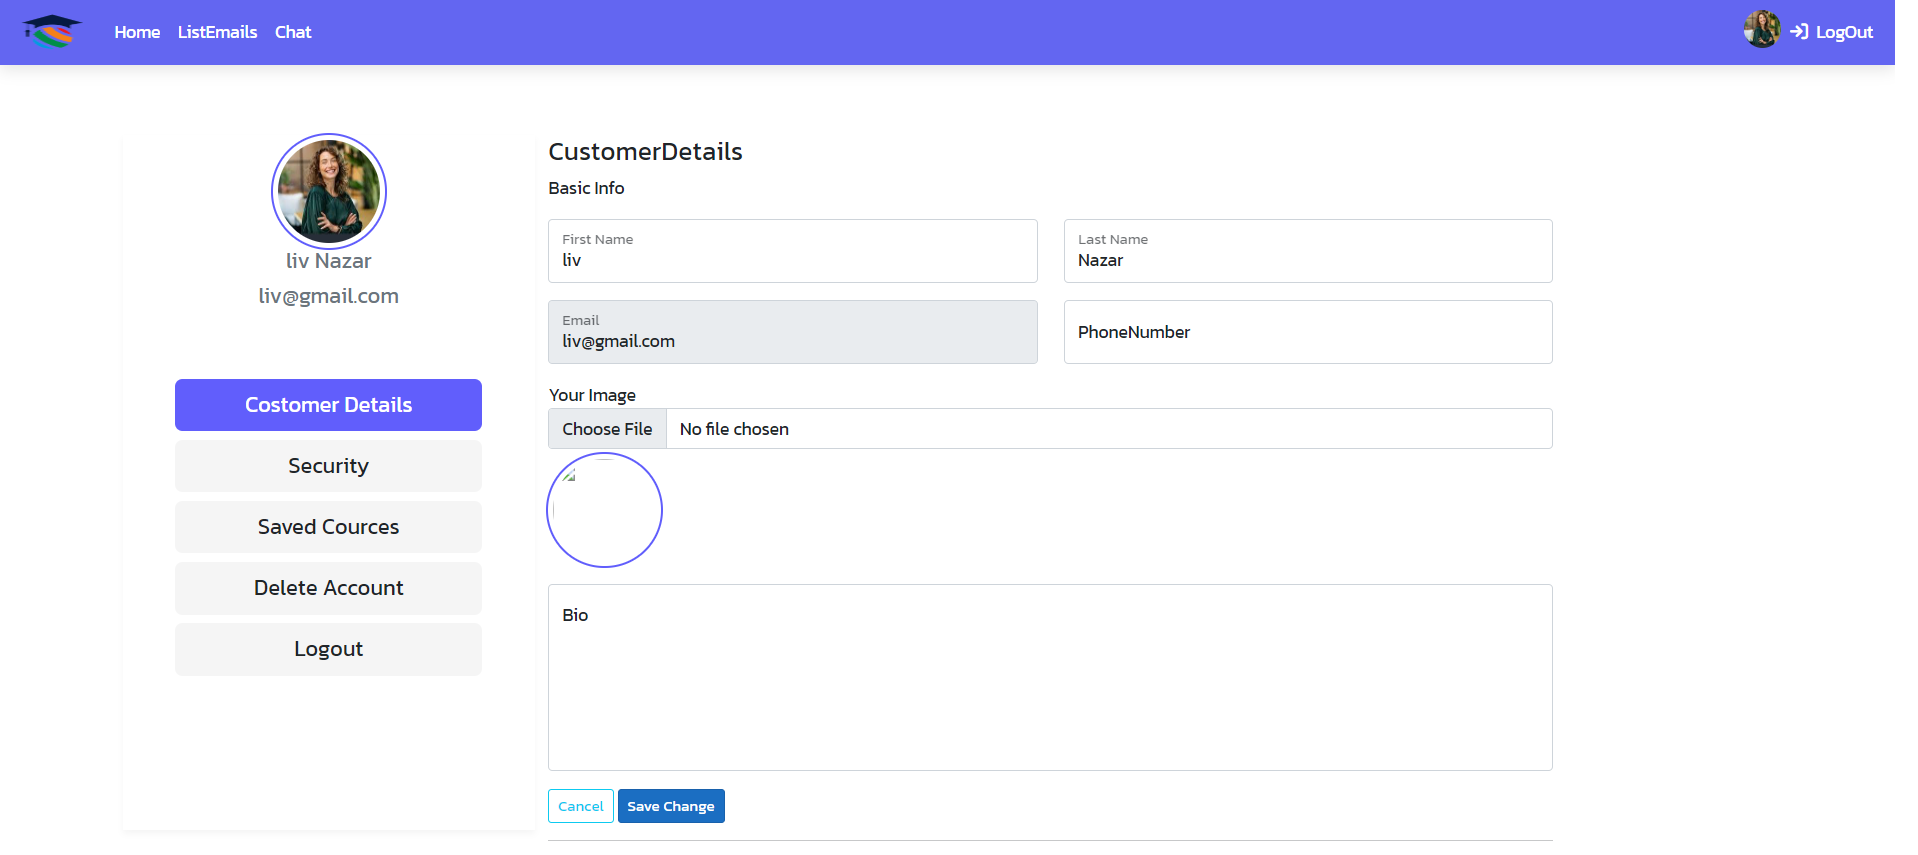 Home ListEmails Chat LogOut
liv Nazar
liv@gmail.com
Costomer Details
Security
Saved Cources
Delete Account
Logout
CustomerDetails
Basic Info
First Name
liv
Last Name
Nazar
Email
liv@gmail.com
PhoneNumber
Your Image
Choose File No file chosen
Bio
Cancel Save Change